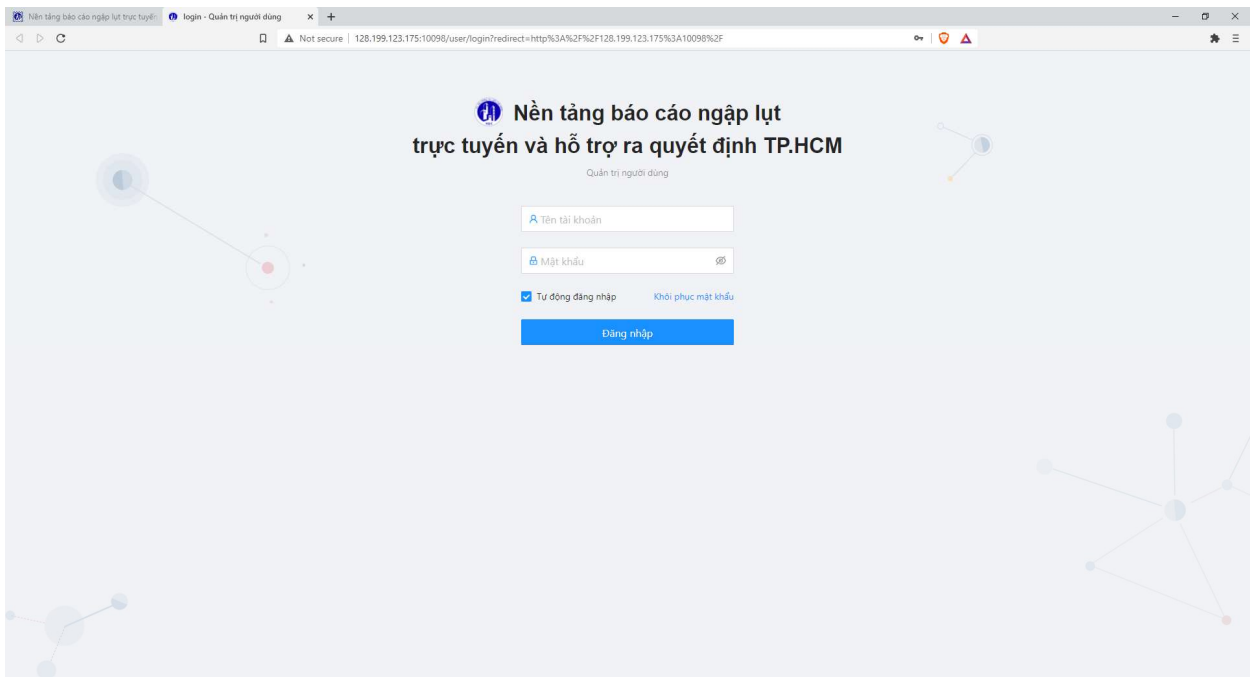 Nền tảng báo cáo ngập lụt trực tuyến
login - Quản trị người dùng
Not secure
128.199.123.175:10098/user/login?redirect=http%3A%2F%2F128.199.123.175%3A10098%2F
Nền tảng báo cáo ngập lụt
trực tuyến và hỗ trợ ra quyết định TP.HCM
Quản trị người dùng
Tên tài khoản
Mật khẩu
Tự động đăng nhập
Khôi phục mật khẩu
Đăng nhập